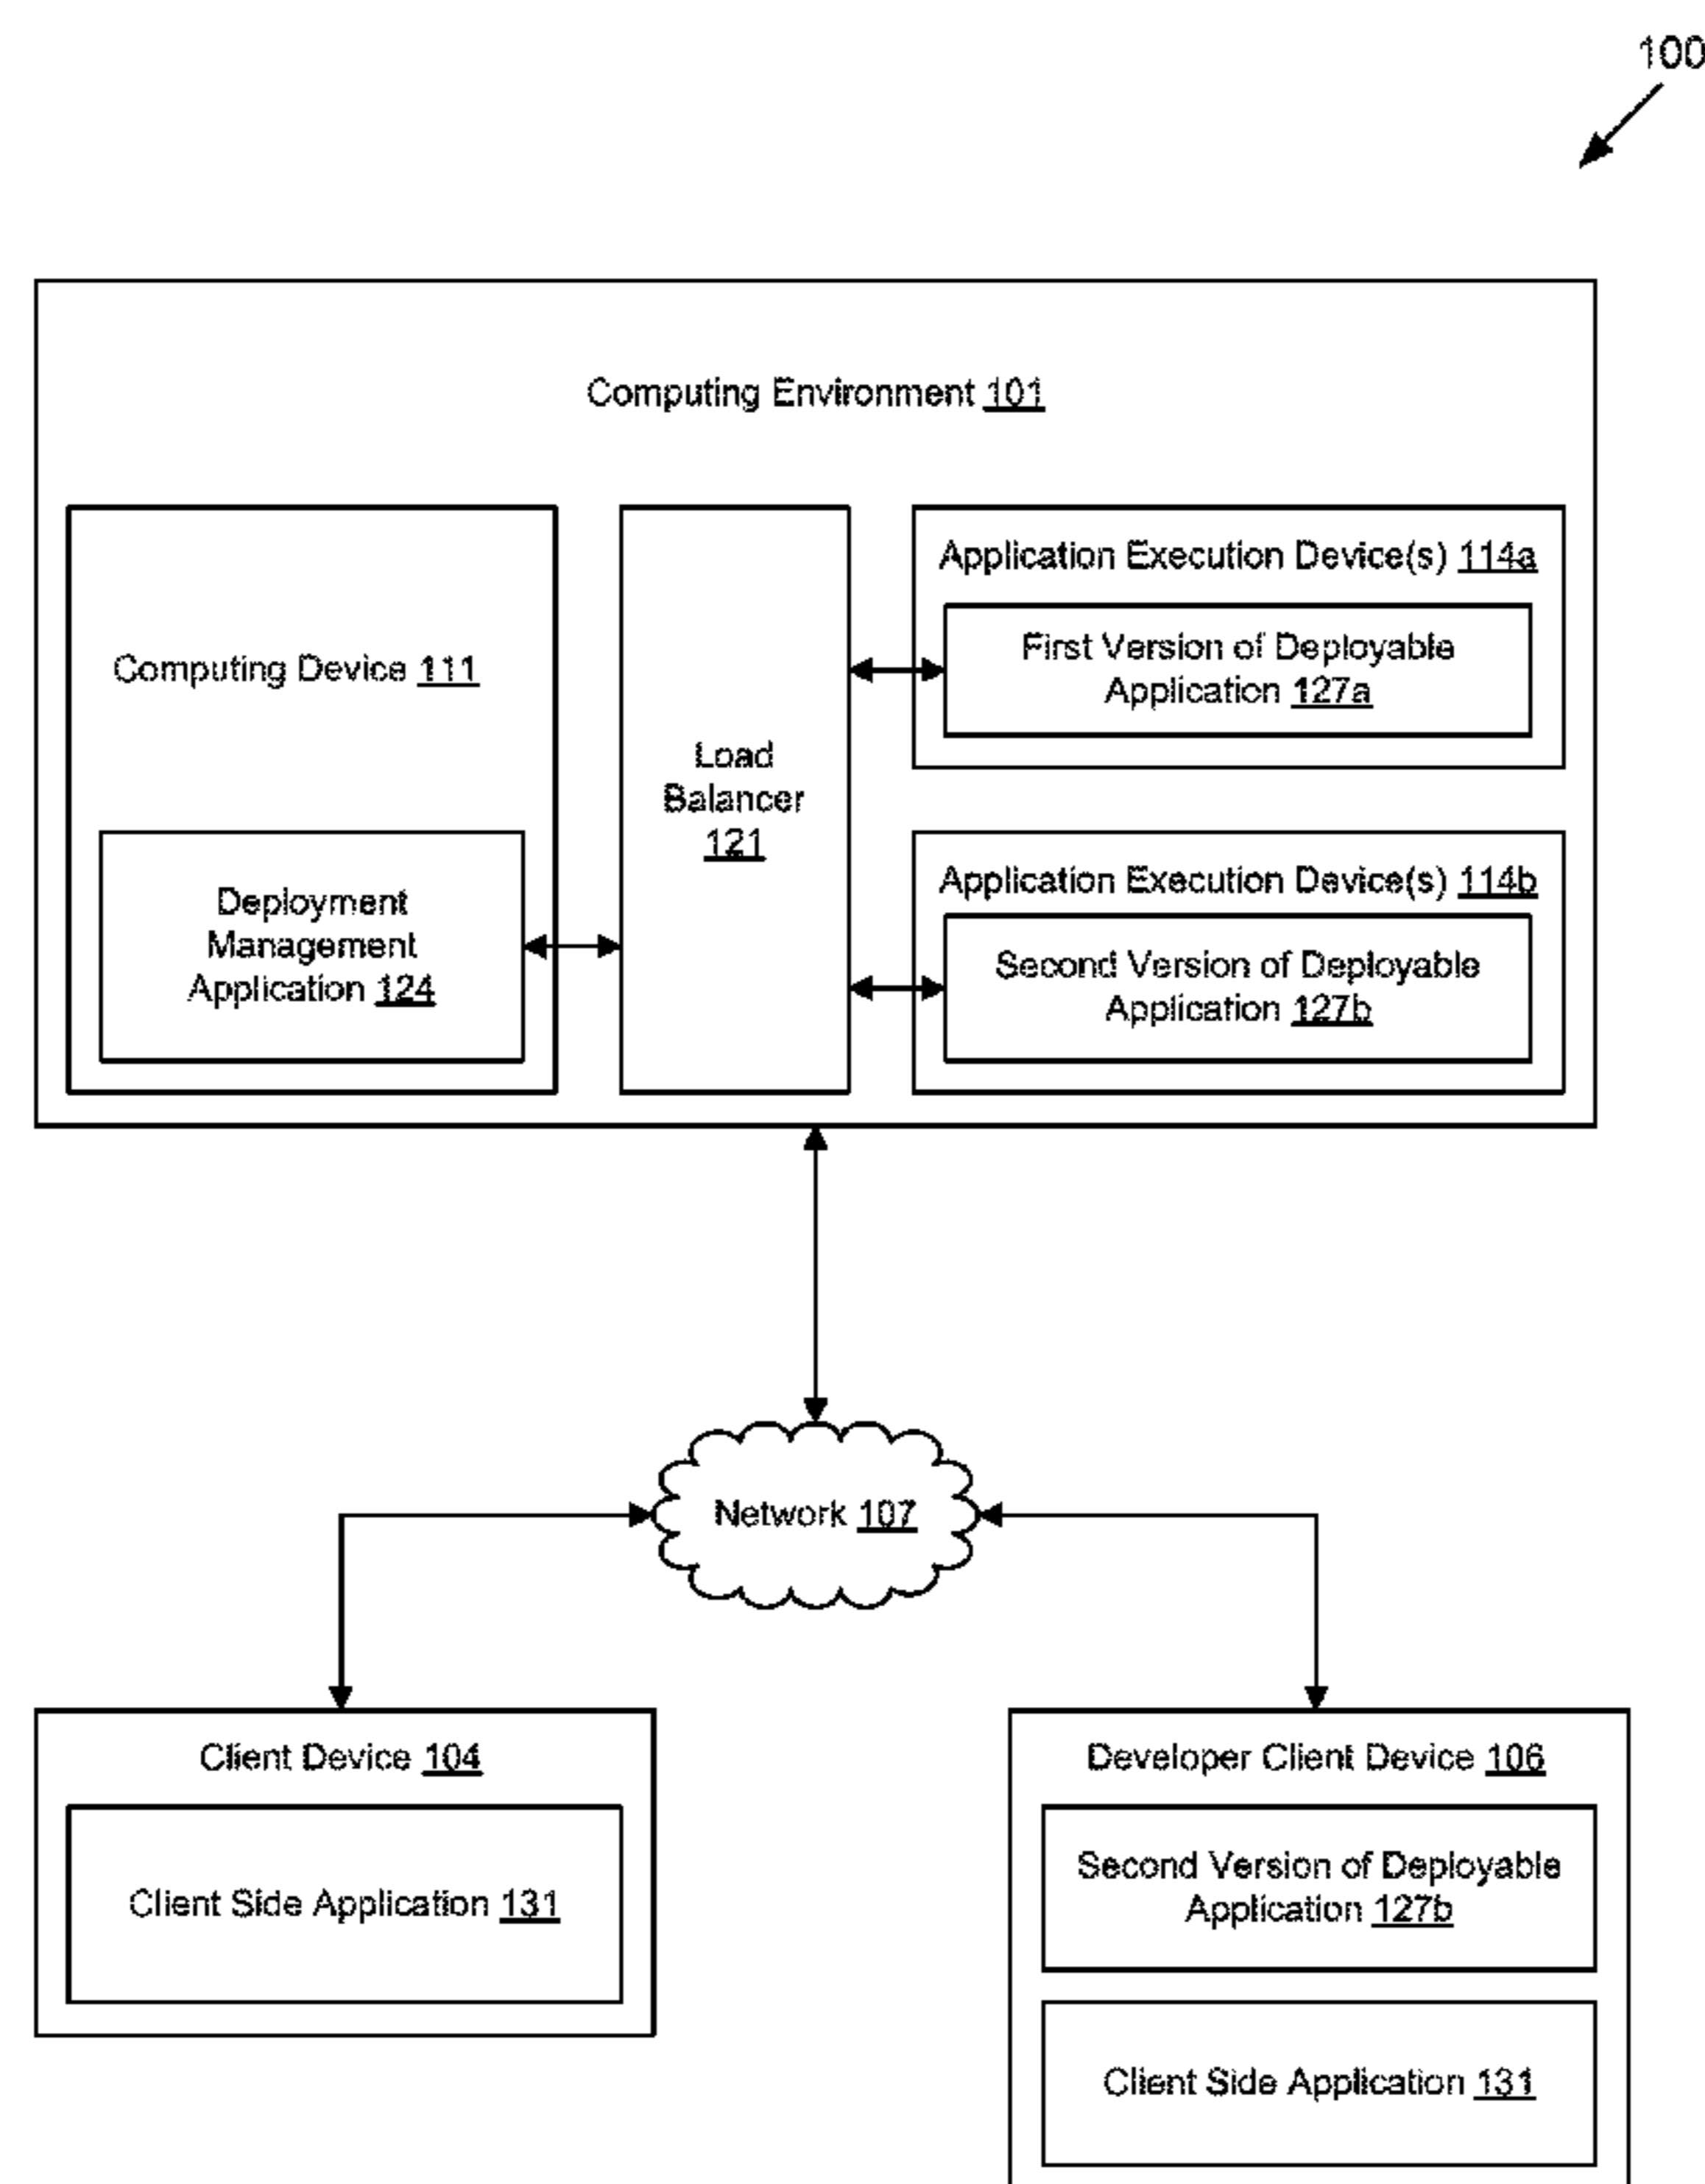 100
Computing Environment 101
Computing Device 111
Deployment
Management
Application 124
Load
Balancer
121
Application Execution Device(s) 114a
First Version of Deployable
Application 127a
Application Execution Device(s) 114b
Second Version of Deployable
Application 127b
Network 107
Client Device 104
Client Side Application 131
Developer Client Device 106
Second Version of Deployable
Application 127b
Client Side Application 131